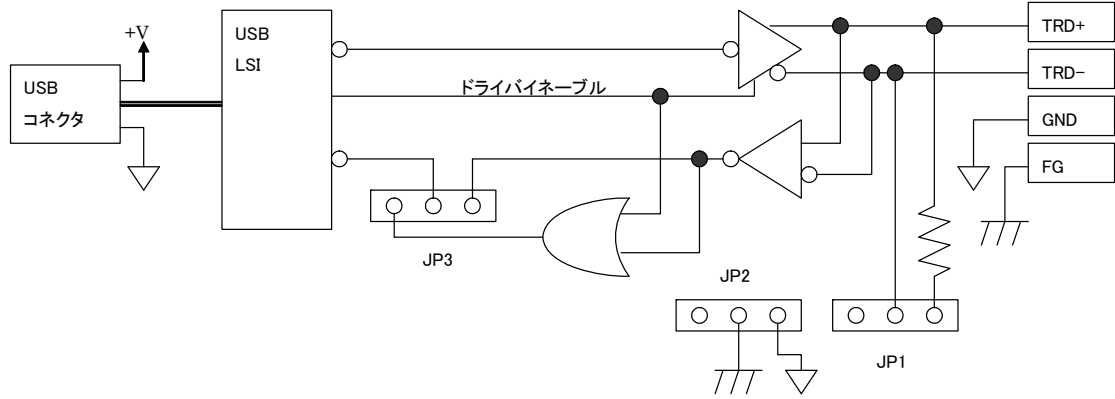 +V
USB
コネクタ
USB
LSI
ドライバイネーブル
TRD+
TRD-
GND
FG
JP3
JP2
JP1